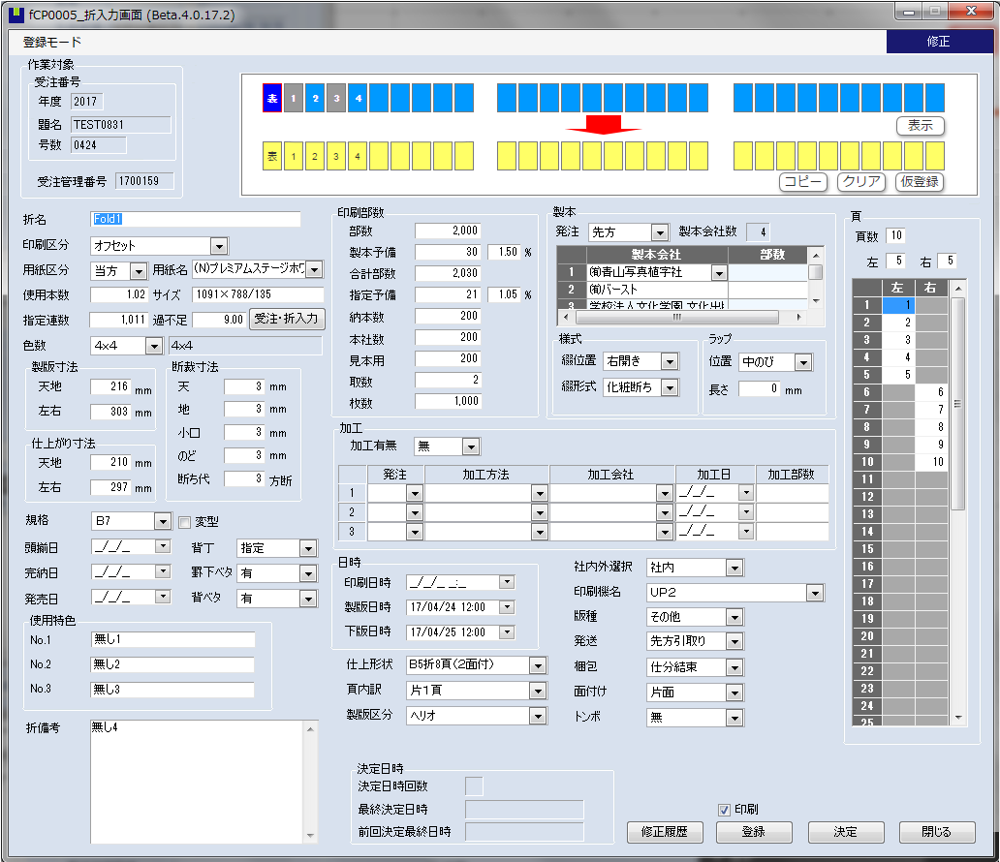 fCP0005_折入力画面 (Beta.4.0.17.2)
登録モード
修正
作業対象
受注番号
年度 2017
題名 TEST0831
号数 0424
受注管理番号 1700159
表 1 2 3 4
表示
表 1 2 3 4
コピー クリア 仮登録
折名 Fold1
印刷区分 オフセット
用紙区分 当方 用紙名 (N)プレミアムステージホワ
使用本数 1.02 サイズ 1091×788/135
指定連数 1,011 過不足 9.00 受注・折入力
色数 4×4 4×4
製版寸法
天地 216 mm
左右 303 mm
仕上がり寸法
天地 210 mm
左右 297 mm
断裁寸法
天 3 mm
地 3 mm
小口 3 mm
のど 3 mm
断ち代 3 方断
規格 B7 変型
頭揃日 _/_/_ 背丁 指定
完納日 _/_/_ 罫下ベタ 有
発売日 _/_/_ 背ベタ 有
使用特色
No.1 無し1
No.2 無し2
No.3 無し3
折備考 無し4
印刷部数
部数 2,000
製本予備 30 1.50 %
合計部数 2,030
指定予備 21 1.05 %
納本数 200
本社数 200
見本用 200
取数 2
枚数 1,000
製本
発注 先方 製本会社数 4
製本会社 部数
1 ㈲青山写真植字社
2 ㈲バースト
3 学校法人文化学園 文化出
様式
綴位置 右開き
綴形式 化粧断ち
ラップ
位置 中のび
長さ 0 mm
加工
加工有無 無
発注 加工方法 加工会社 加工日 加工部数
1 _/_/_
2 _/_/_
3 _/_/_
日時
印刷日時 _/_/_ _:_
製版日時 17/04/24 12:00
下版日時 17/04/25 12:00
仕上形状 B5折8頁(2面付)
頁内訳 片1頁
製版区分 ヘリオ
社内外選択 社内
印刷機名 UP2
版種 その他
発送 先方引取り
梱包 仕分結束
面付け 片面
トンボ 無
決定日時
決定日時回数
最終決定日時
前回決定最終日時
頁
頁数 10
左 5 右 5
左 右
1 1
2 2
3 3
4 4
5 5
6 6
7 7
8 8
9 9
10 10
11
12
13
14
15
16
17
18
19
20
21
22
23
24
25
印刷
修正履歴 登録 決定 閉じる